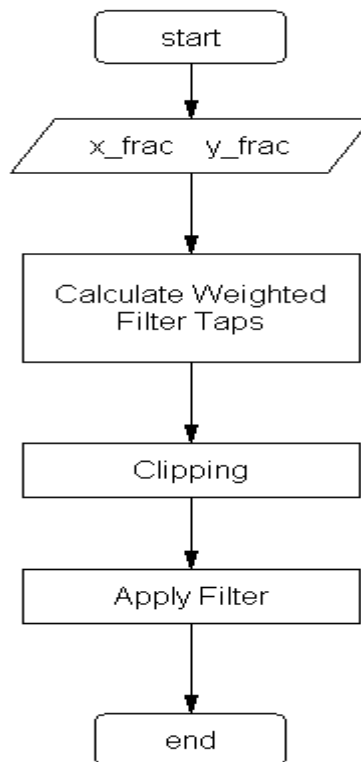 start
x_frac y_frac
Calculate Weighted
Filter Taps
Clipping
Apply Filter
end